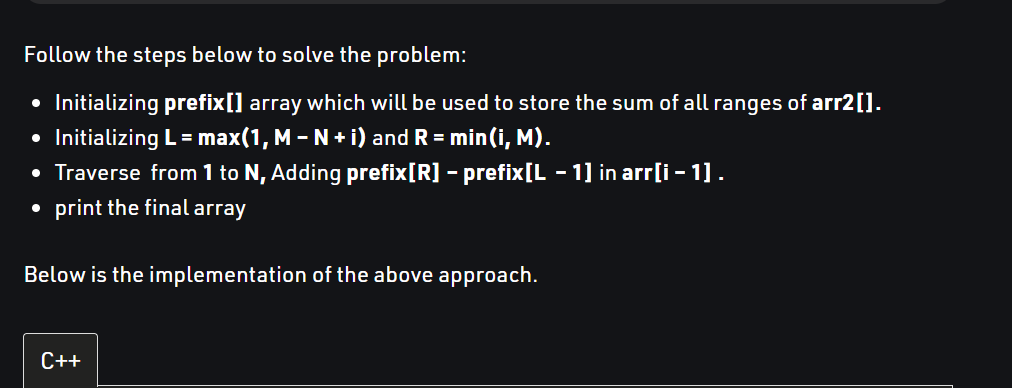 Follow the steps below to solve the problem:
• Initializing prefix[] array which will be used to store the sum of all ranges of arr2[].
• Initializing L = max(1, M – N + i) and R = min(i, M).
• Traverse from 1 to N, Adding prefix[R] – prefix[L – 1] in arr[i – 1] .
• print the final array
Below is the implementation of the above approach.
C++